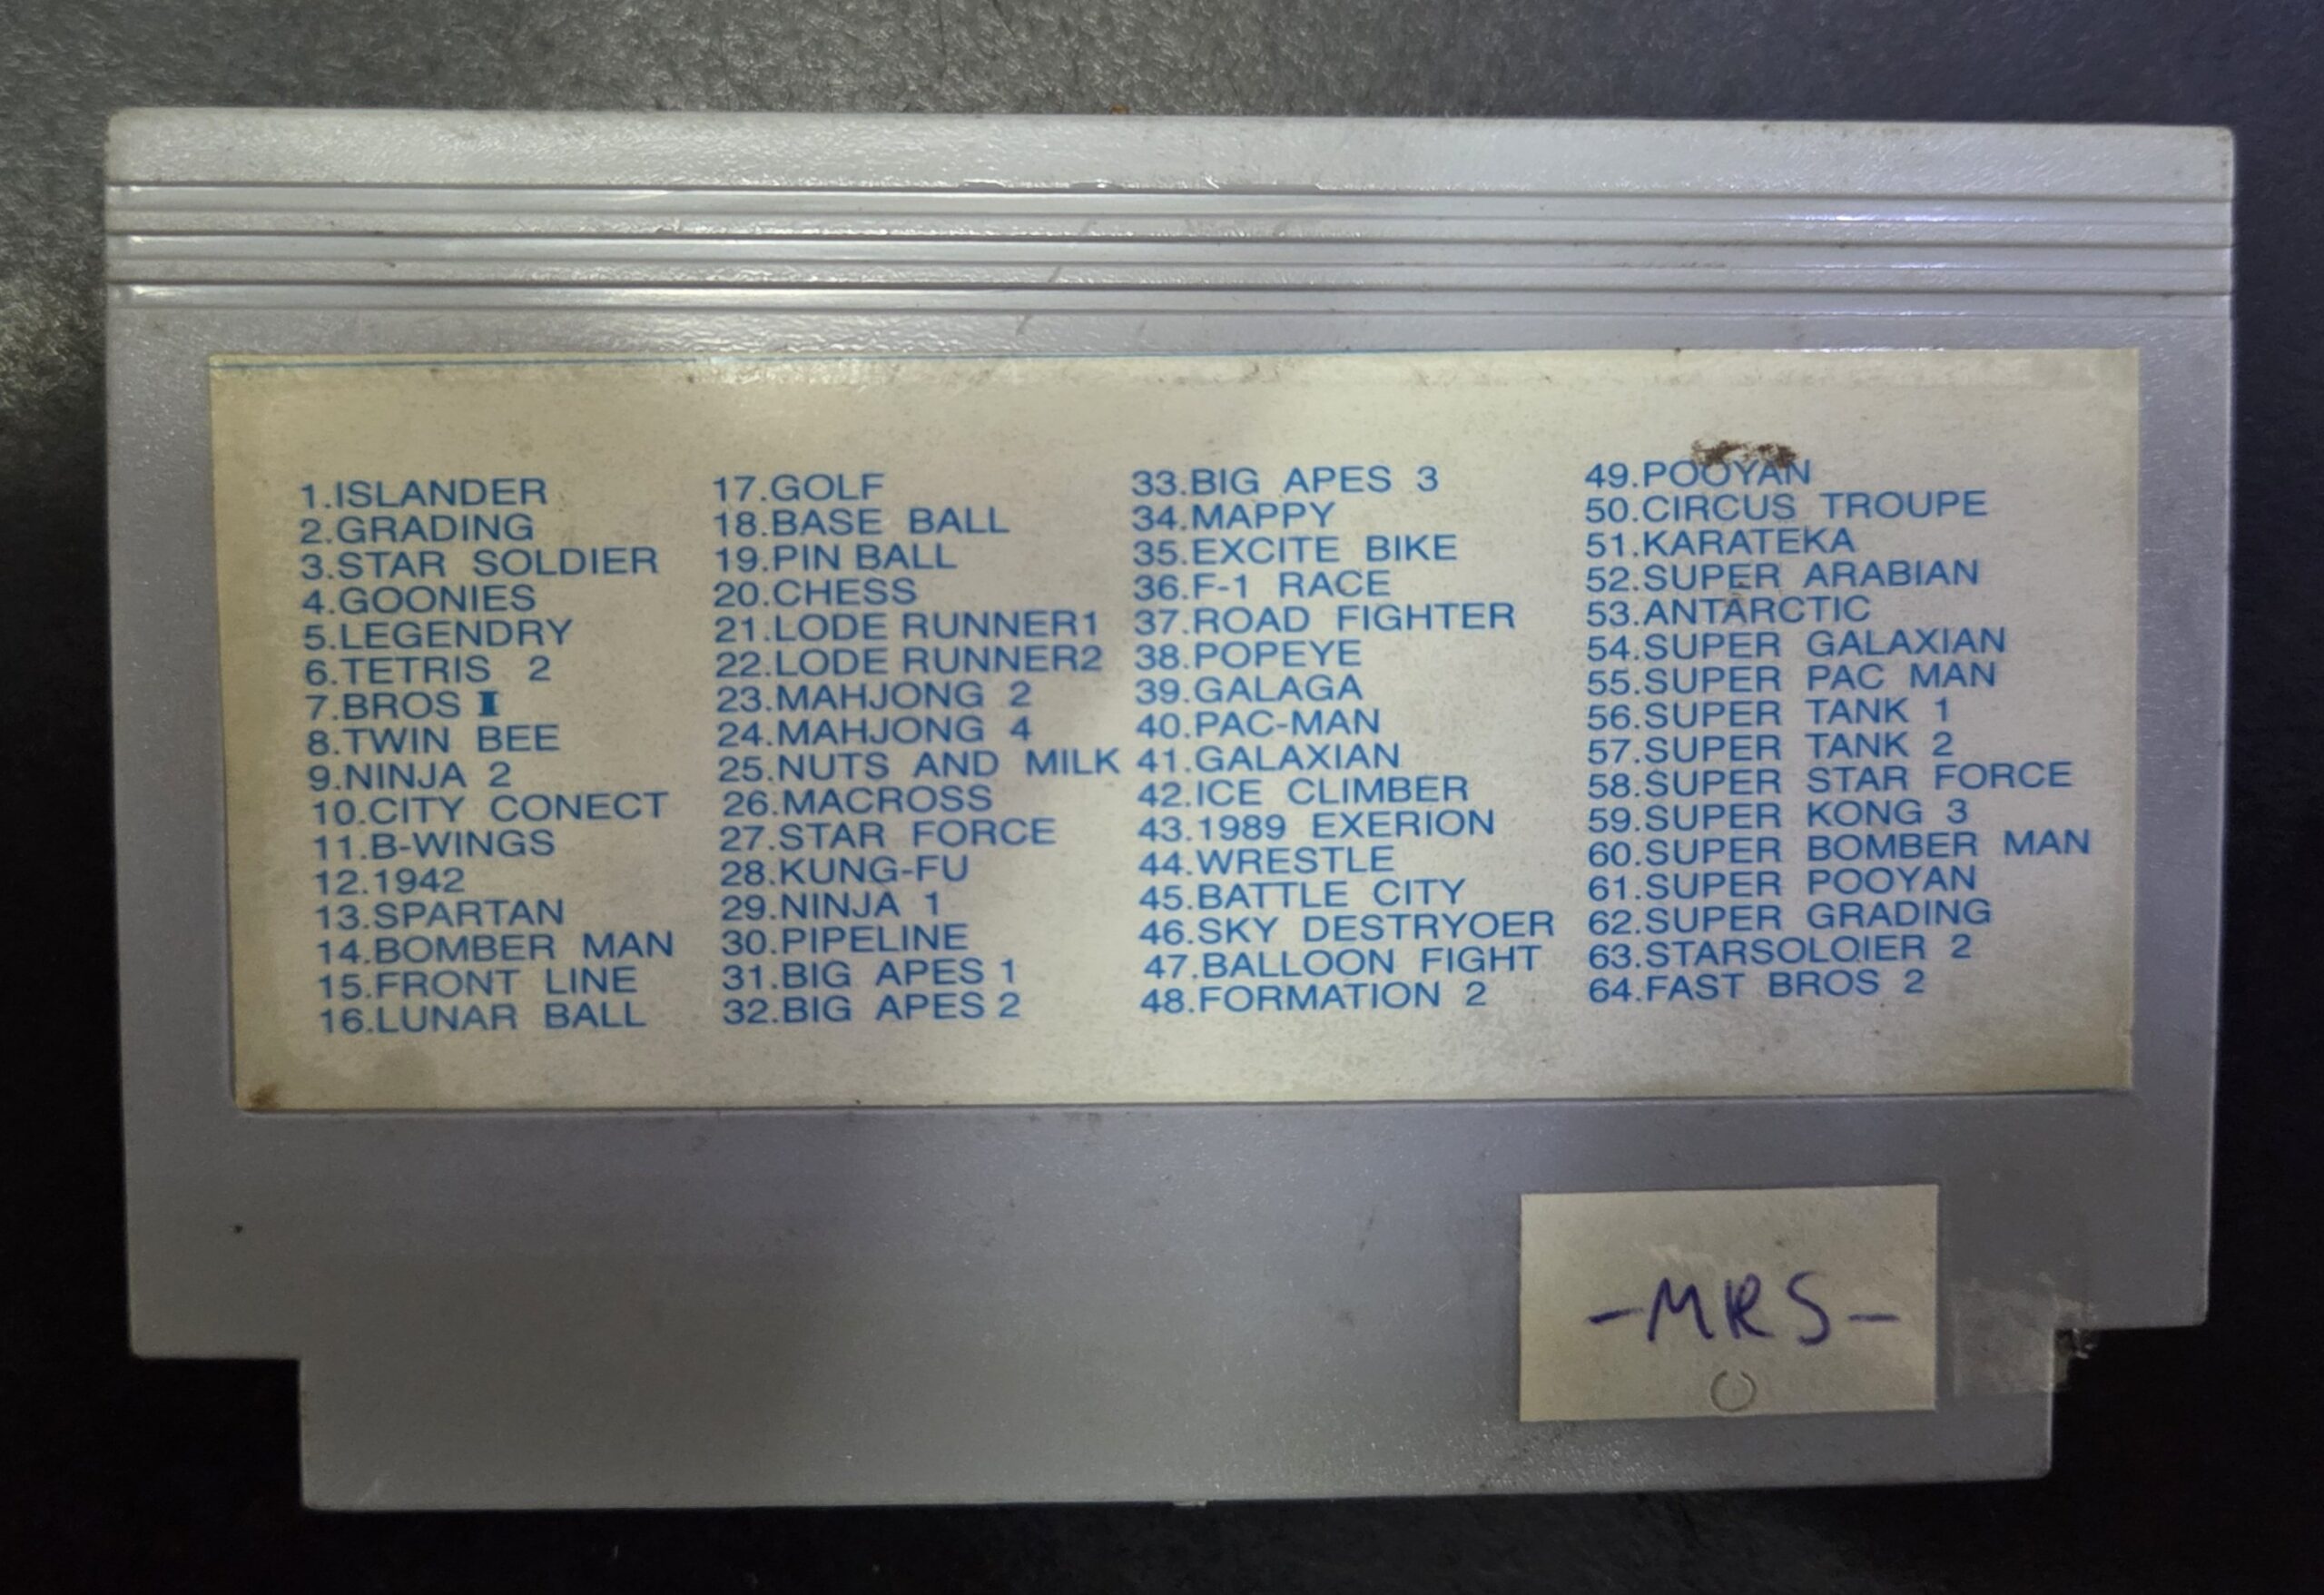 1.ISLANDER
2.GRADING
3.STAR SOLDIER
4.GOONIES
5.LEGENDRY
6.TETRIS 2
7.BROS I
8.TWIN BEE
9.NINJA 2
10.CITY CONECT
11.B-WINGS
12.1942
13.SPARTAN
14.BOMBER MAN
15.FRONT LINE
16.LUNAR BALL
17.GOLF
18.BASE BALL
19.PIN BALL
20.CHESS
21.LODE RUNNER1
22.LODE RUNNER2
23.MAHJONG 2
24.MAHJONG 4
25.NUTS AND MILK
26.MACROSS
27.STAR FORCE
28.KUNG-FU
29.NINJA 1
30.PIPELINE
31.BIG APES 1
32.BIG APES 2
33.BIG APES 3
34.MAPPY
35.EXCITE BIKE
36.F-1 RACE
37.ROAD FIGHTER
38.POPEYE
39.GALAGA
40.PAC-MAN
41.GALAXIAN
42.ICE CLIMBER
43.1989 EXERION
44.WRESTLE
45.BATTLE CITY
46.SKY DESTRYOER
47.BALLOON FIGHT
48.FORMATION 2
49.POOYAN
50.CIRCUS TROUPE
51.KARATEKA
52.SUPER ARABIAN
53.ANTARCTIC
54.SUPER GALAXIAN
55.SUPER PAC MAN
56.SUPER TANK 1
57.SUPER TANK 2
58.SUPER STAR FORCE
59.SUPER KONG 3
60.SUPER BOMBER MAN
61.SUPER POOYAN
62.SUPER GRADING
63.STARSOLOIER 2
64.FAST BROS 2
-MRS-